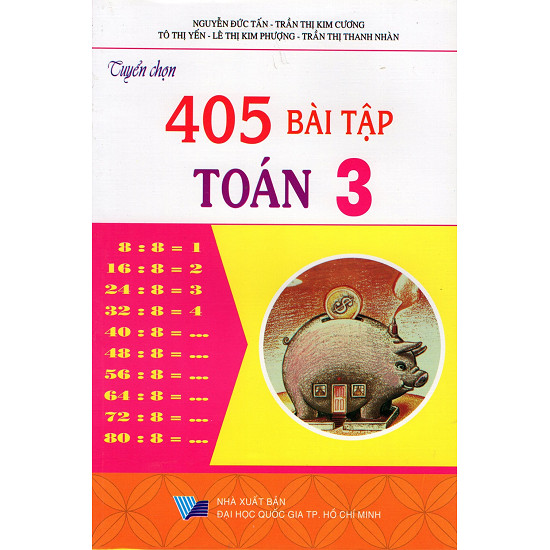 NGUYỄN ĐỨC TẤN - TRẦN THỊ KIM CƯƠNG
TÔ THỊ YẾN - LÊ THỊ KIM PHƯỢNG - TRẦN THỊ THANH NHÀN
Tuyển chọn
405 BÀI TẬP
TOÁN 3
8 : 8 = 1
16 : 8 = 2
24 : 8 = 3
32 : 8 = 4
40 : 8 = ...
48 : 8 = ...
56 : 8 = ...
64 : 8 = ...
72 : 8 = ...
80 : 8 = ...
NHÀ XUẤT BẢN
ĐẠI HỌC QUỐC GIA TP. HỒ CHÍ MINH